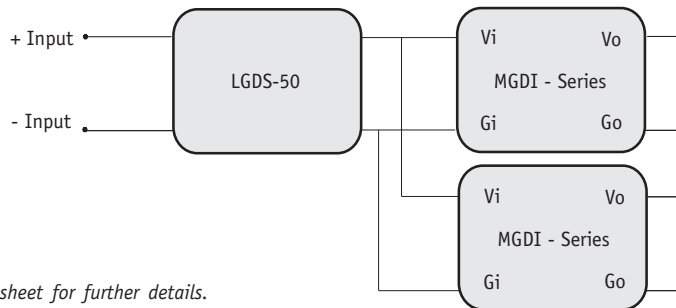 + Input
LGDS-50
Vi Vo
MGDI - Series
Gi Go
- Input
Vi Vo
MGDI - Series
Gi Go
sheet for further details.